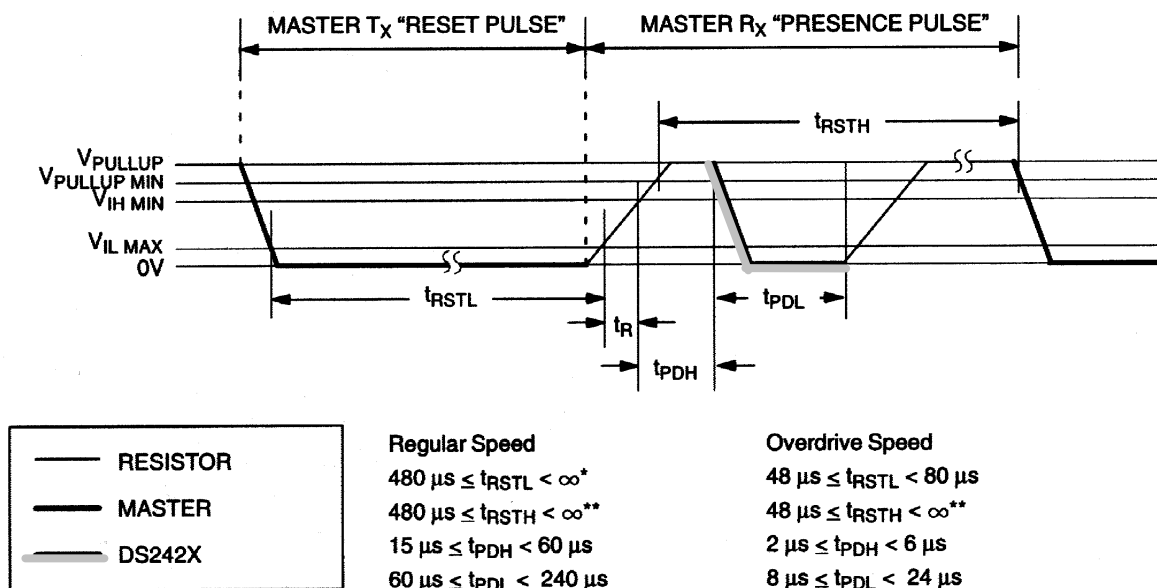 MASTER TX “RESET PULSE”
MASTER RX “PRESENCE PULSE”
tRSTH
VPULLUP
VPULLUP MIN
VIH MIN
VIL MAX
0V
tRSTL
tPDL
tR
tPDH
RESISTOR
MASTER
DS242X
Regular Speed
480 µs ≤ tRSTL < ∞*
480 µs ≤ tRSTH < ∞**
15 µs ≤ tPDH < 60 µs
60 µs ≤ tPDL < 240 µs
Overdrive Speed
48 µs ≤ tRSTL < 80 µs
48 µs ≤ tRSTH < ∞**
2 µs ≤ tPDH < 6 µs
8 µs ≤ tPDL < 24 µs